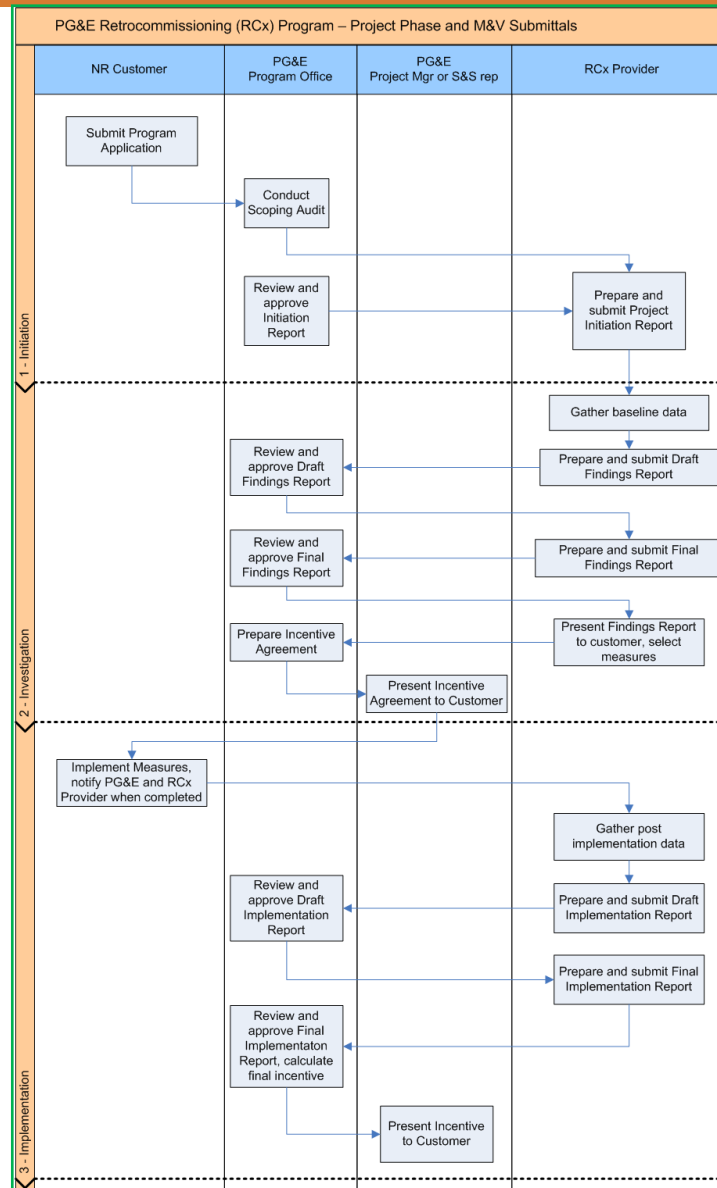 PG&E Retrocommissioning (RCx) Program – Project Phase and M&V Submittals
NR Customer
PG&E
Program Office
PG&E
Project Mgr or S&S rep
RCx Provider
1 - Initiation
Submit Program
Application
Conduct
Scoping Audit
Review and
approve
Initiation
Report
Prepare and
submit Project
Initiation Report
2 - Investigation
Gather baseline data
Review and
approve Draft
Findings Report
Prepare and submit Draft
Findings Report
Review and
approve Final
Findings Report
Prepare and submit Final
Findings Report
Prepare Incentive
Agreement
Present Findings Report
to customer, select
measures
Present Incentive
Agreement to Customer
3 - Implementation
Implement Measures,
notify PG&E and RCx
Provider when completed
Gather post
implementation data
Review and
approve Draft
Implementation
Report
Prepare and submit Draft
Implementation Report
Prepare and submit Final
Implementation Report
Review and
approve Final
Implementaton
Report, calculate
final incentive
Present Incentive
to Customer